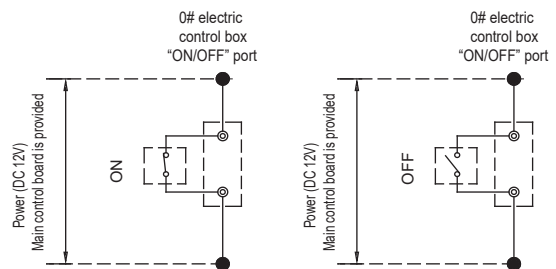 0# electric
control box
“ON/OFF” port
Power (DC 12V)
Main control board is provided
ON
0# electric
control box
“ON/OFF” port
Power (DC 12V)
Main control board is provided
OFF